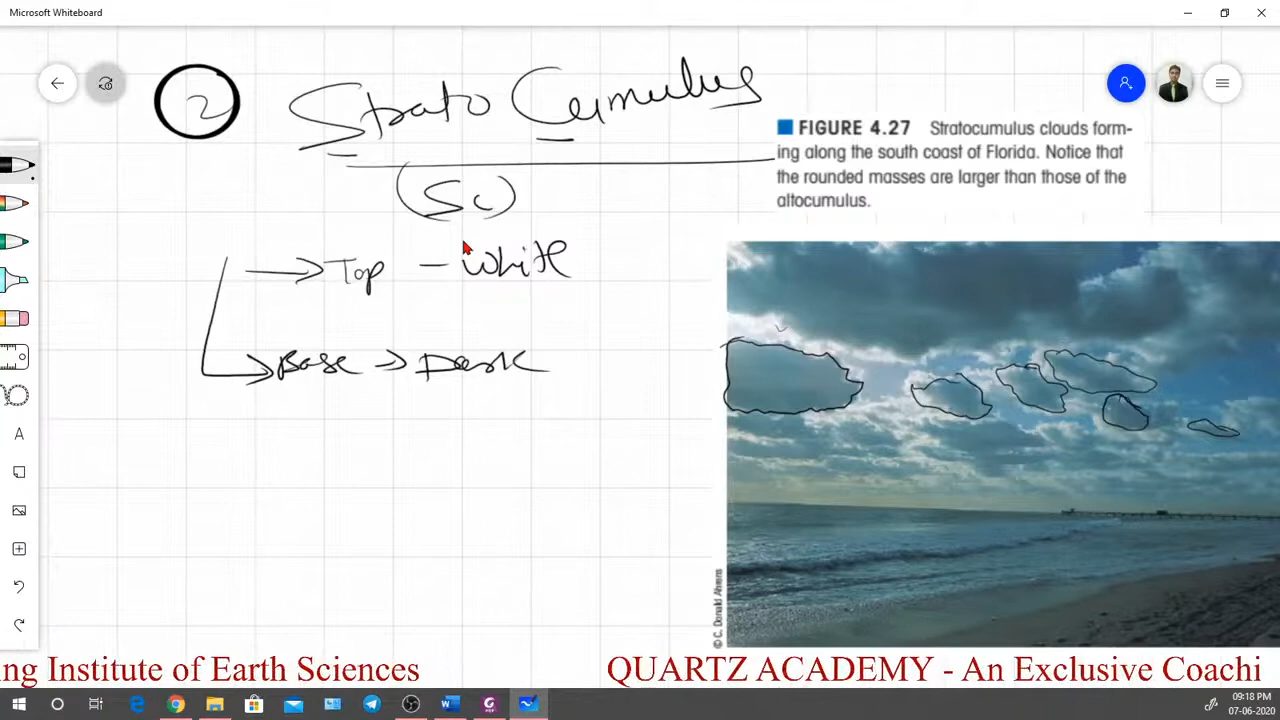 Microsoft Whiteboard
2
Strato Cumulus
(Sc)
→ Top - White
→ Base → Dark
FIGURE 4.27 Stratocumulus clouds form-
ing along the south coast of Florida. Notice that
the rounded masses are larger than those of the
altocumulus.
© C. Donald Ahrens
A
ng Institute of Earth Sciences
QUARTZ ACADEMY - An Exclusive Coachi
09:18 PM
07-06-2020